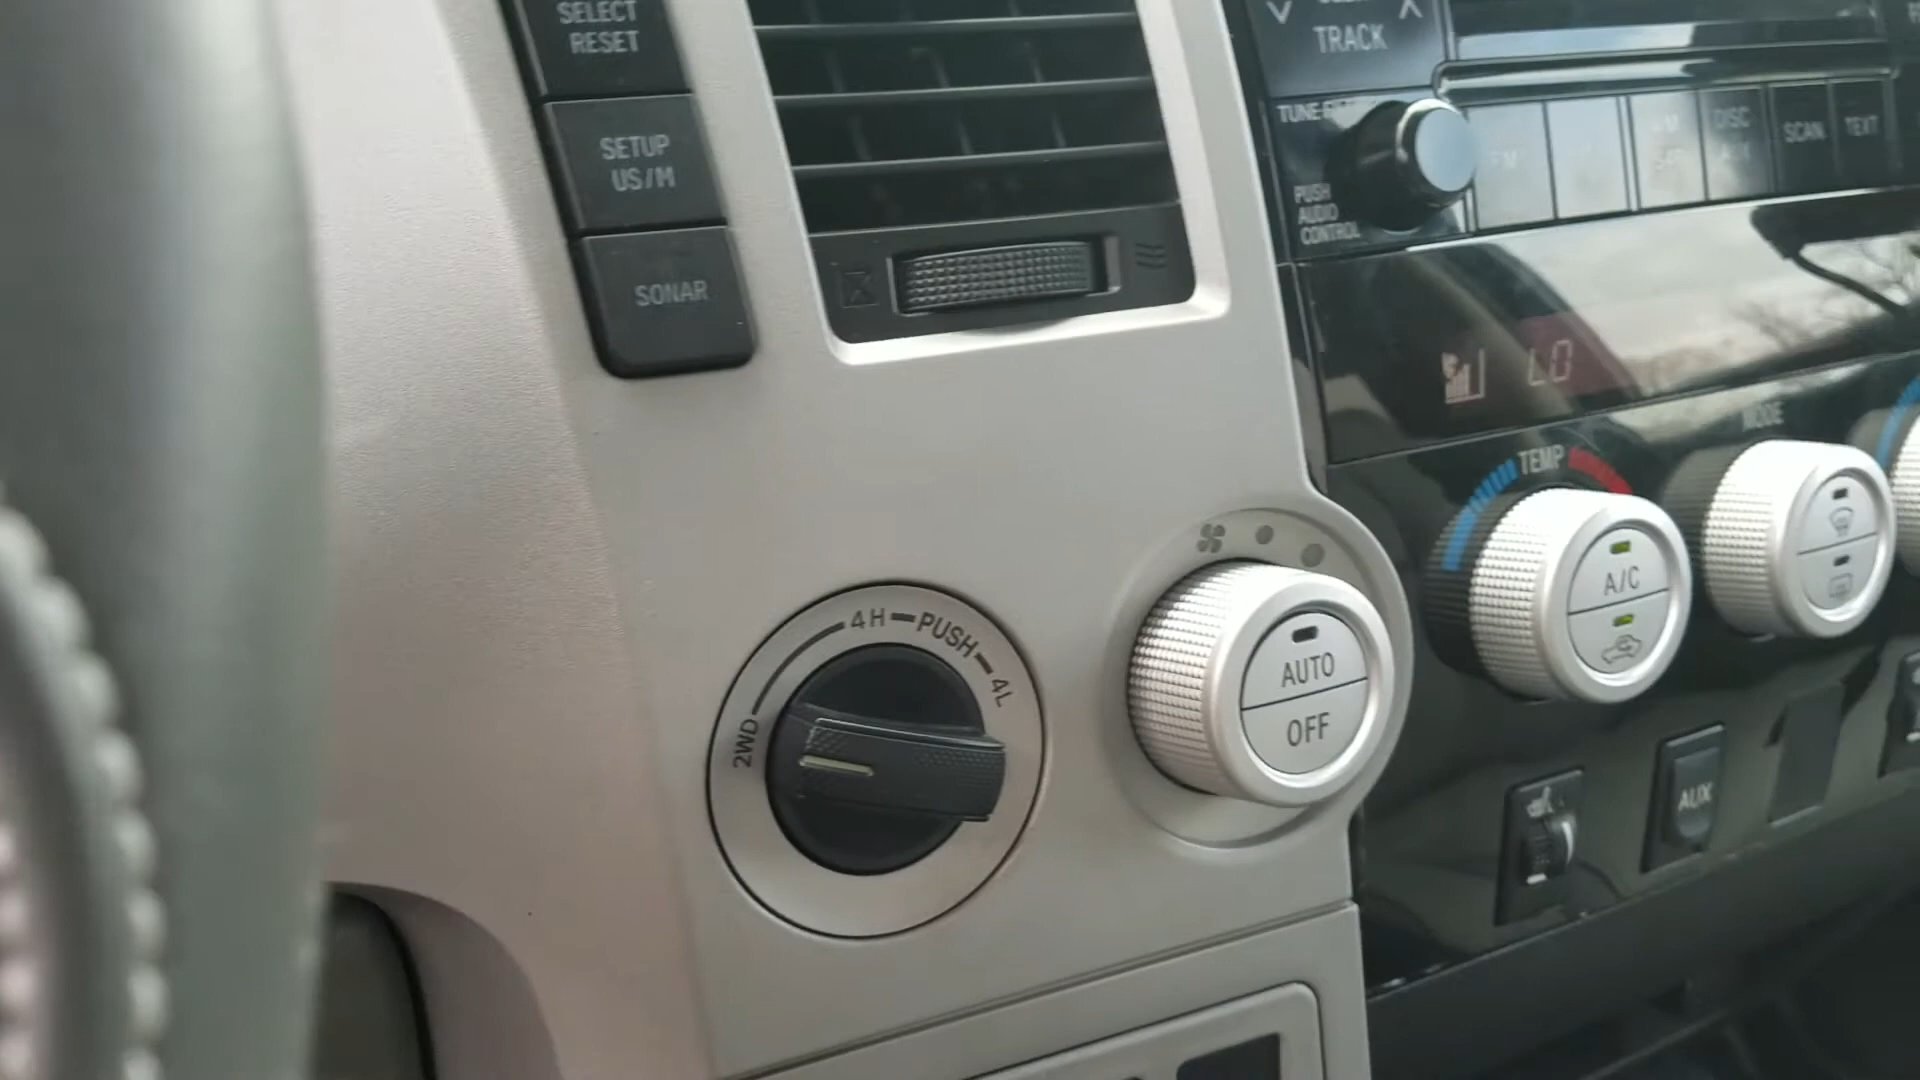 SELECT
RESET
SETUP
US/M
SONAR
TRACK
PUSH
AUDIO
CONTROL
DISC
SCAN
TEXT
LO
TEMP
MODE
A/C
AUTO
OFF
AUX
2WD
4H
PUSH
4L